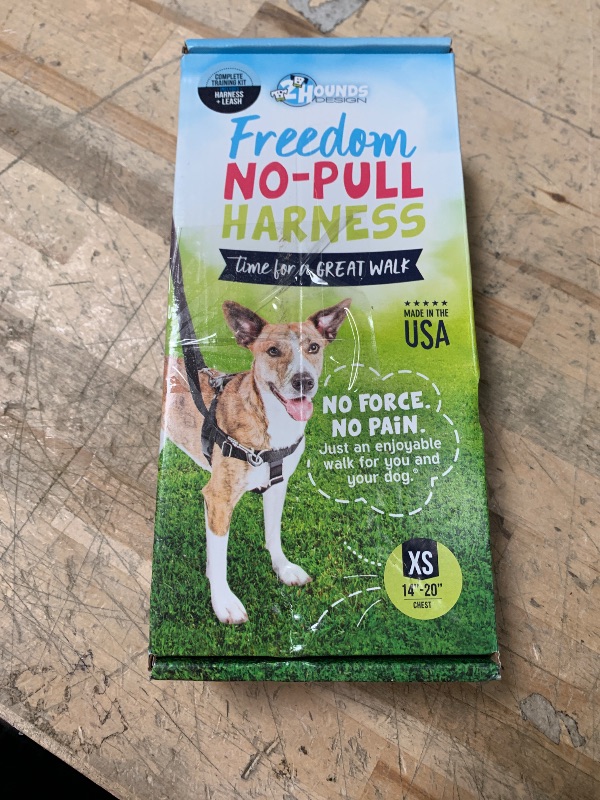 COMPLETE
TRAINING KIT
HARNESS
+ LEASH
2 HOUNDS
DESIGN
Freedom
NO-PULL
HARNESS
time for a GREAT WALK
MADE IN THE
USA
NO FORCE.
NO PAIN.
Just an enjoyable
walk for you and
your dog.
XS
14"-20"
CHEST